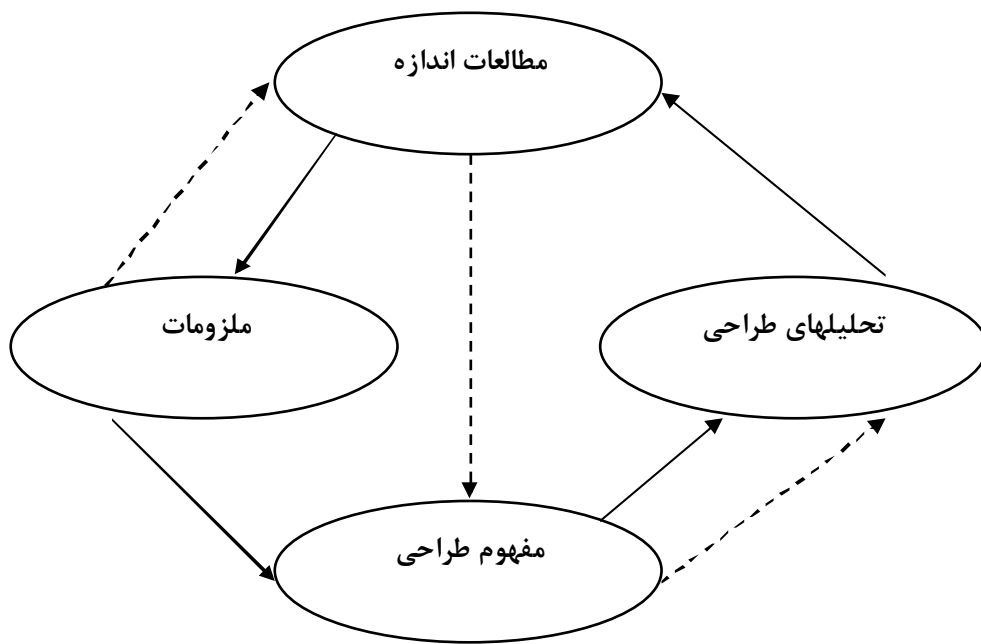 مطالعات اندازه
ملزومات
تحلیلهای طراحی
مفهوم طراحی